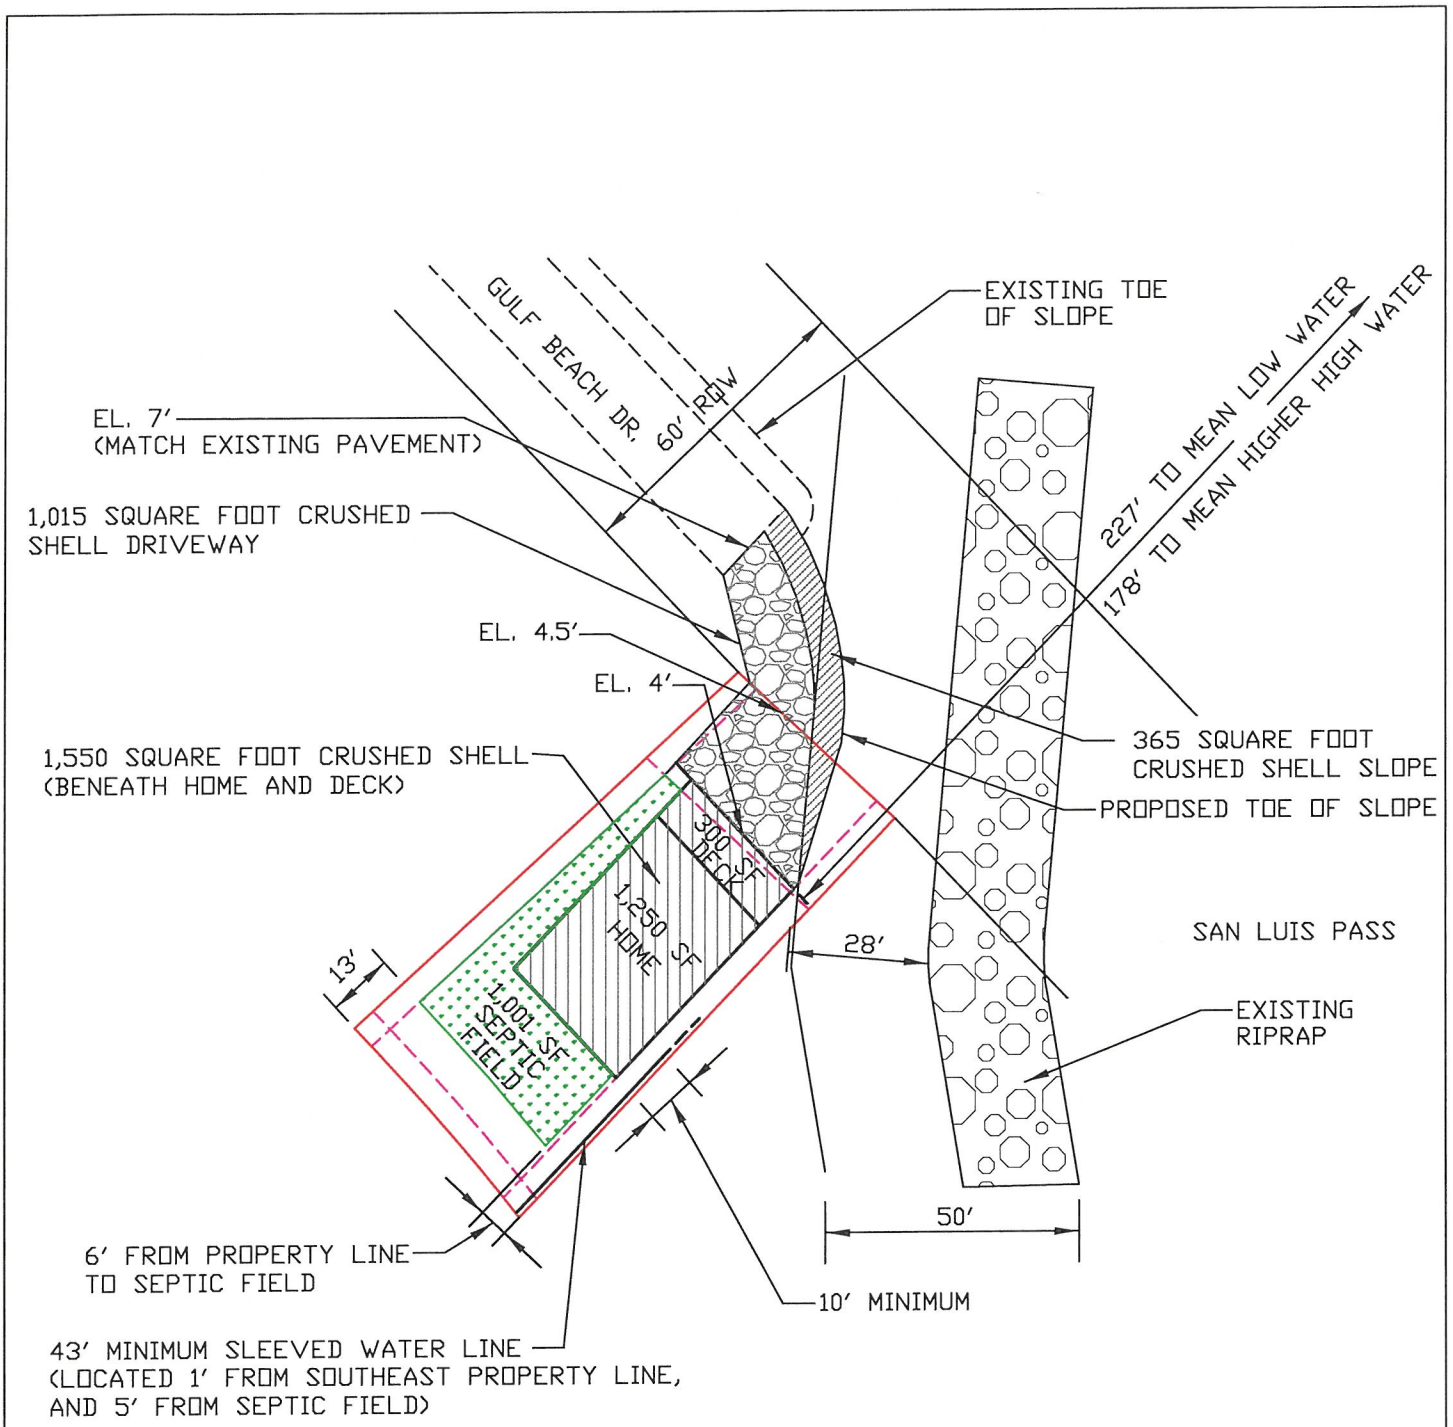 EXISTING TOE
OF SLOPE
GULF BEACH DR.
60' ROW
227' TO MEAN LOW WATER
178' TO MEAN HIGHER HIGH WATER
EL. 7'
(MATCH EXISTING PAVEMENT)
1,015 SQUARE FOOT CRUSHED
SHELL DRIVEWAY
EL. 4.5'
EL. 4'
1,550 SQUARE FOOT CRUSHED SHELL
(BENEATH HOME AND DECK)
365 SQUARE FOOT
CRUSHED SHELL SLOPE
PROPOSED TOE OF SLOPE
300 SF
DECK
1,250 SF
HOME
SAN LUIS PASS
28'
13'
1,001 SF
SEPTIC
FIELD
EXISTING
RIPRAP
50'
6' FROM PROPERTY LINE
TO SEPTIC FIELD
10' MINIMUM
43' MINIMUM SLEEVED WATER LINE
(LOCATED 1' FROM SOUTHEAST PROPERTY LINE,
AND 5' FROM SEPTIC FIELD)